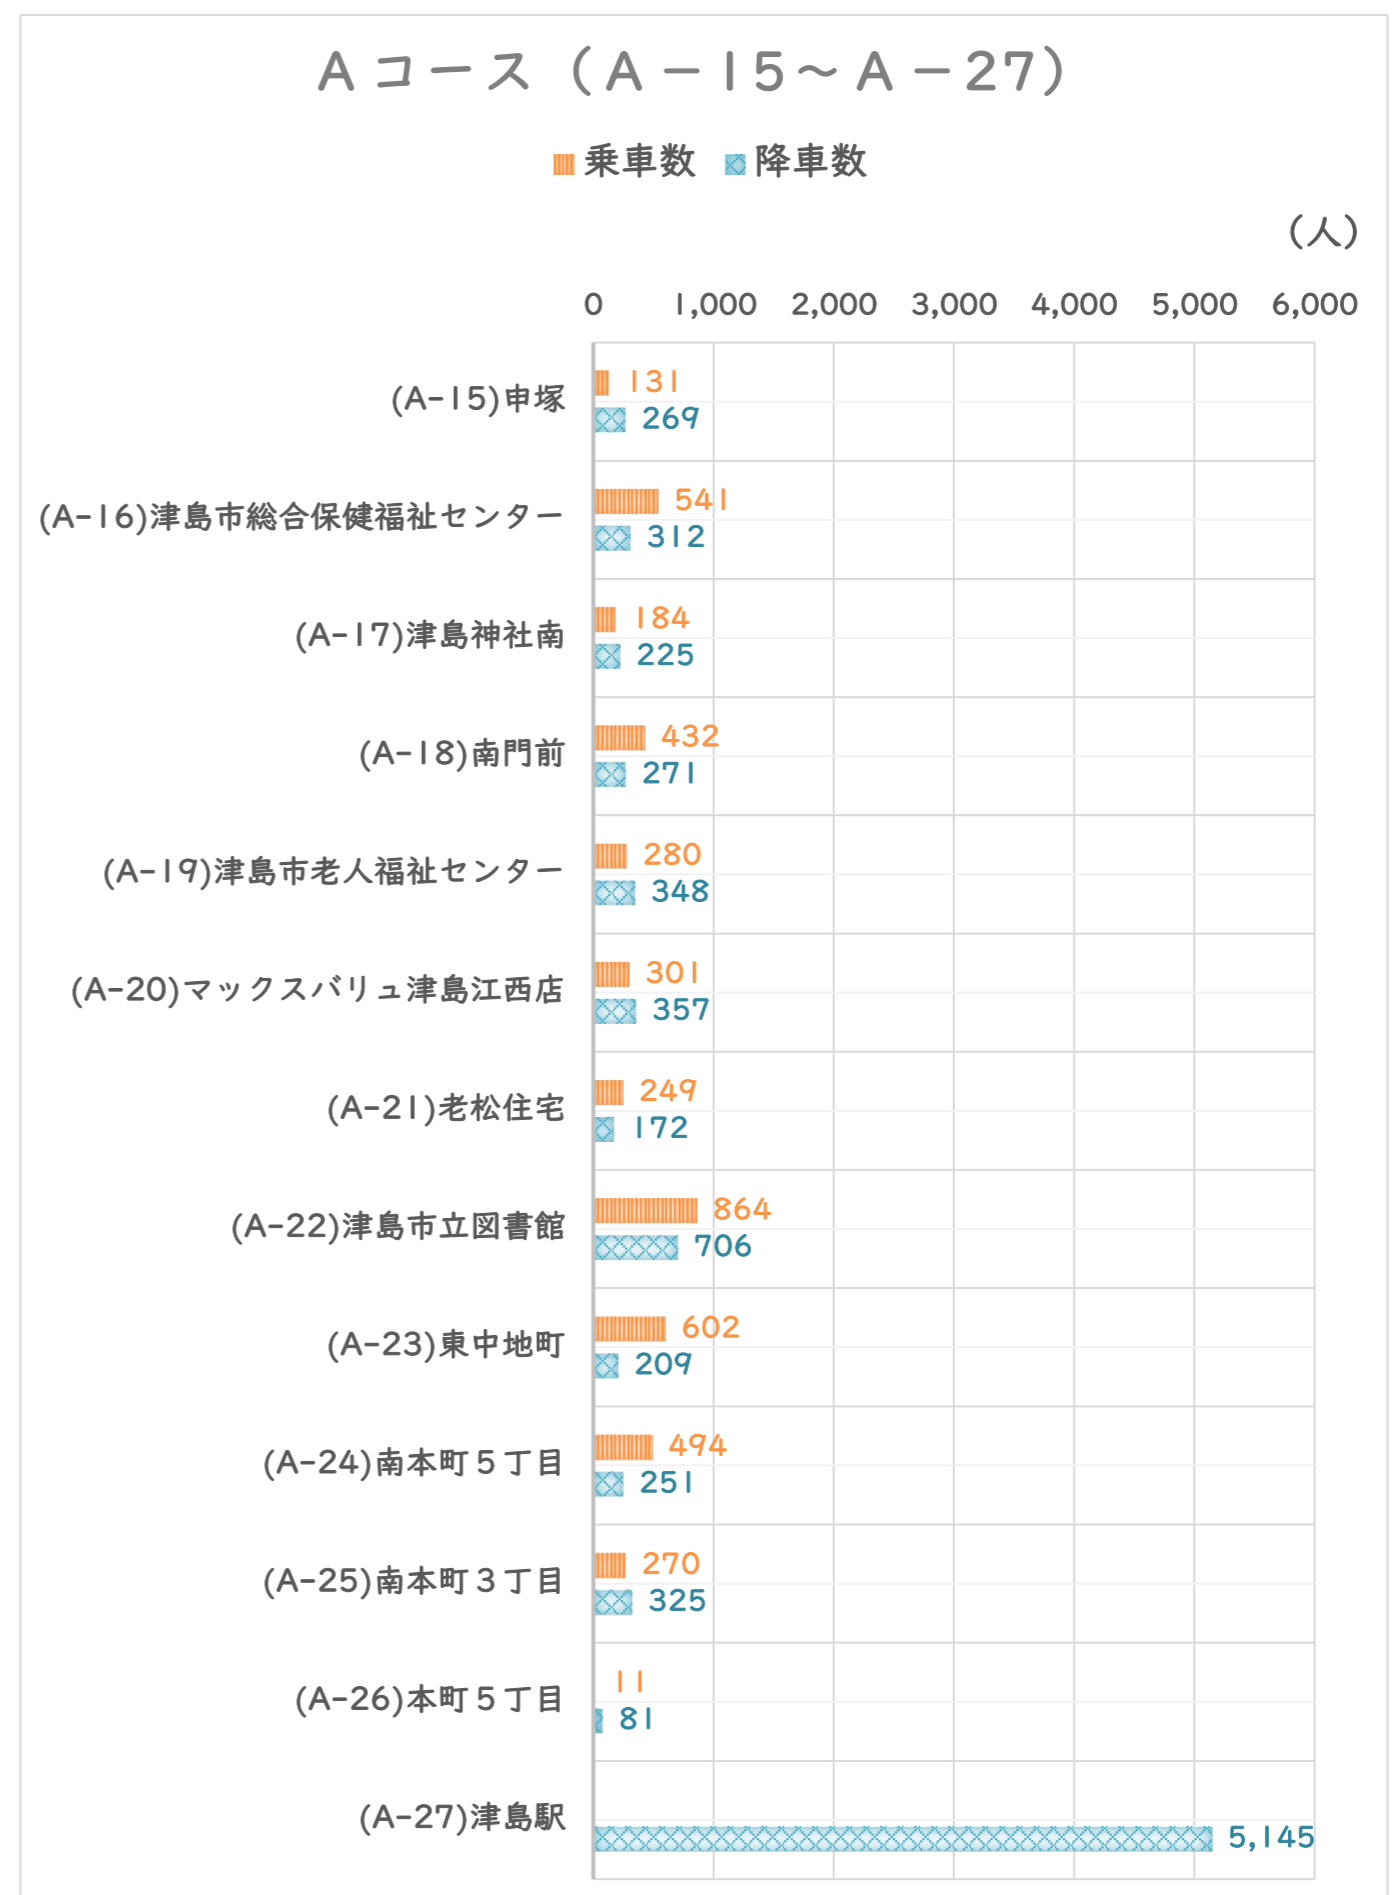 Aコース（A－15～A－27）
乗車数 降車数
（人）
0 1,000 2,000 3,000 4,000 5,000 6,000
(A-15)申塚 131
269
(A-16)津島市総合保健福祉センター 541
312
(A-17)津島神社南 184
225
(A-18)南門前 432
271
(A-19)津島市老人福祉センター 280
348
(A-20)マックスバリュ津島江西店 301
357
(A-21)老松住宅 249
172
(A-22)津島市立図書館 864
706
(A-23)東中地町 602
209
(A-24)南本町５丁目 494
251
(A-25)南本町３丁目 270
325
(A-26)本町５丁目 11
81
(A-27)津島駅
5,145